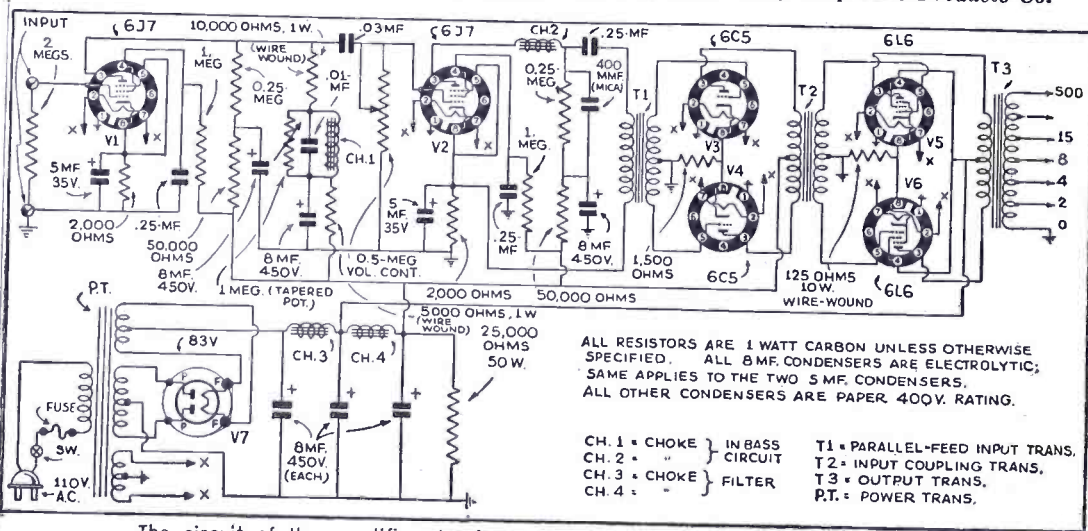 Products Co.
INPUT
2 MEGS.
6J7
V1
5 MF
35V.
2,000 OHMS
.25-MF
1. MEG
10,000 OHMS, 1W.
(WIRE WOUND)
0.25-MEG
.01-MF
CH.1
.03MF
50,000 OHMS
8 MF.
450V.
1 MEG. (TAPERED POT.)
8 MF.
450V.
0.5-MEG
VOL. CONT.
6J7
V2
5 MF.
35V
2,000 OHMS
5000 OHMS, 1W
(WIRE WOUND)
CH.2
.25-MF
0.25-MEG
400 MMF.
(MICA)
1. MEG.
.25-MF
8 MF
450V.
50,000 OHMS
T1
6C5
V3
V4
1,500 OHMS
6C5
T2
6L6
V5
V6
125 OHMS
10 W.
WIRE-WOUND
6L6
T3
500
15
8
4
2
0
P.T.
83V
P
F
P
F
V7
FUSE
SW.
110V.
A.C.
X
X
CH.3
CH.4
8MF.
450V.
(EACH)
25,000 OHMS
50 W.
ALL RESISTORS ARE 1 WATT CARBON UNLESS OTHERWISE
SPECIFIED. ALL 8 MF. CONDENSERS ARE ELECTROLYTIC;
SAME APPLIES TO THE TWO 5 MF. CONDENSERS.
ALL OTHER CONDENSERS ARE PAPER 400V. RATING.
CH. 1 = CHOKE } IN BASS
CH. 2 = " } CIRCUIT
CH. 3 = CHOKE } FILTER
CH. 4 = " }
T1 = PARALLEL-FEED INPUT TRANS.
T2 = INPUT COUPLING TRANS.
T3 = OUTPUT TRANS.
P.T. = POWER TRANS.
The circuit of the